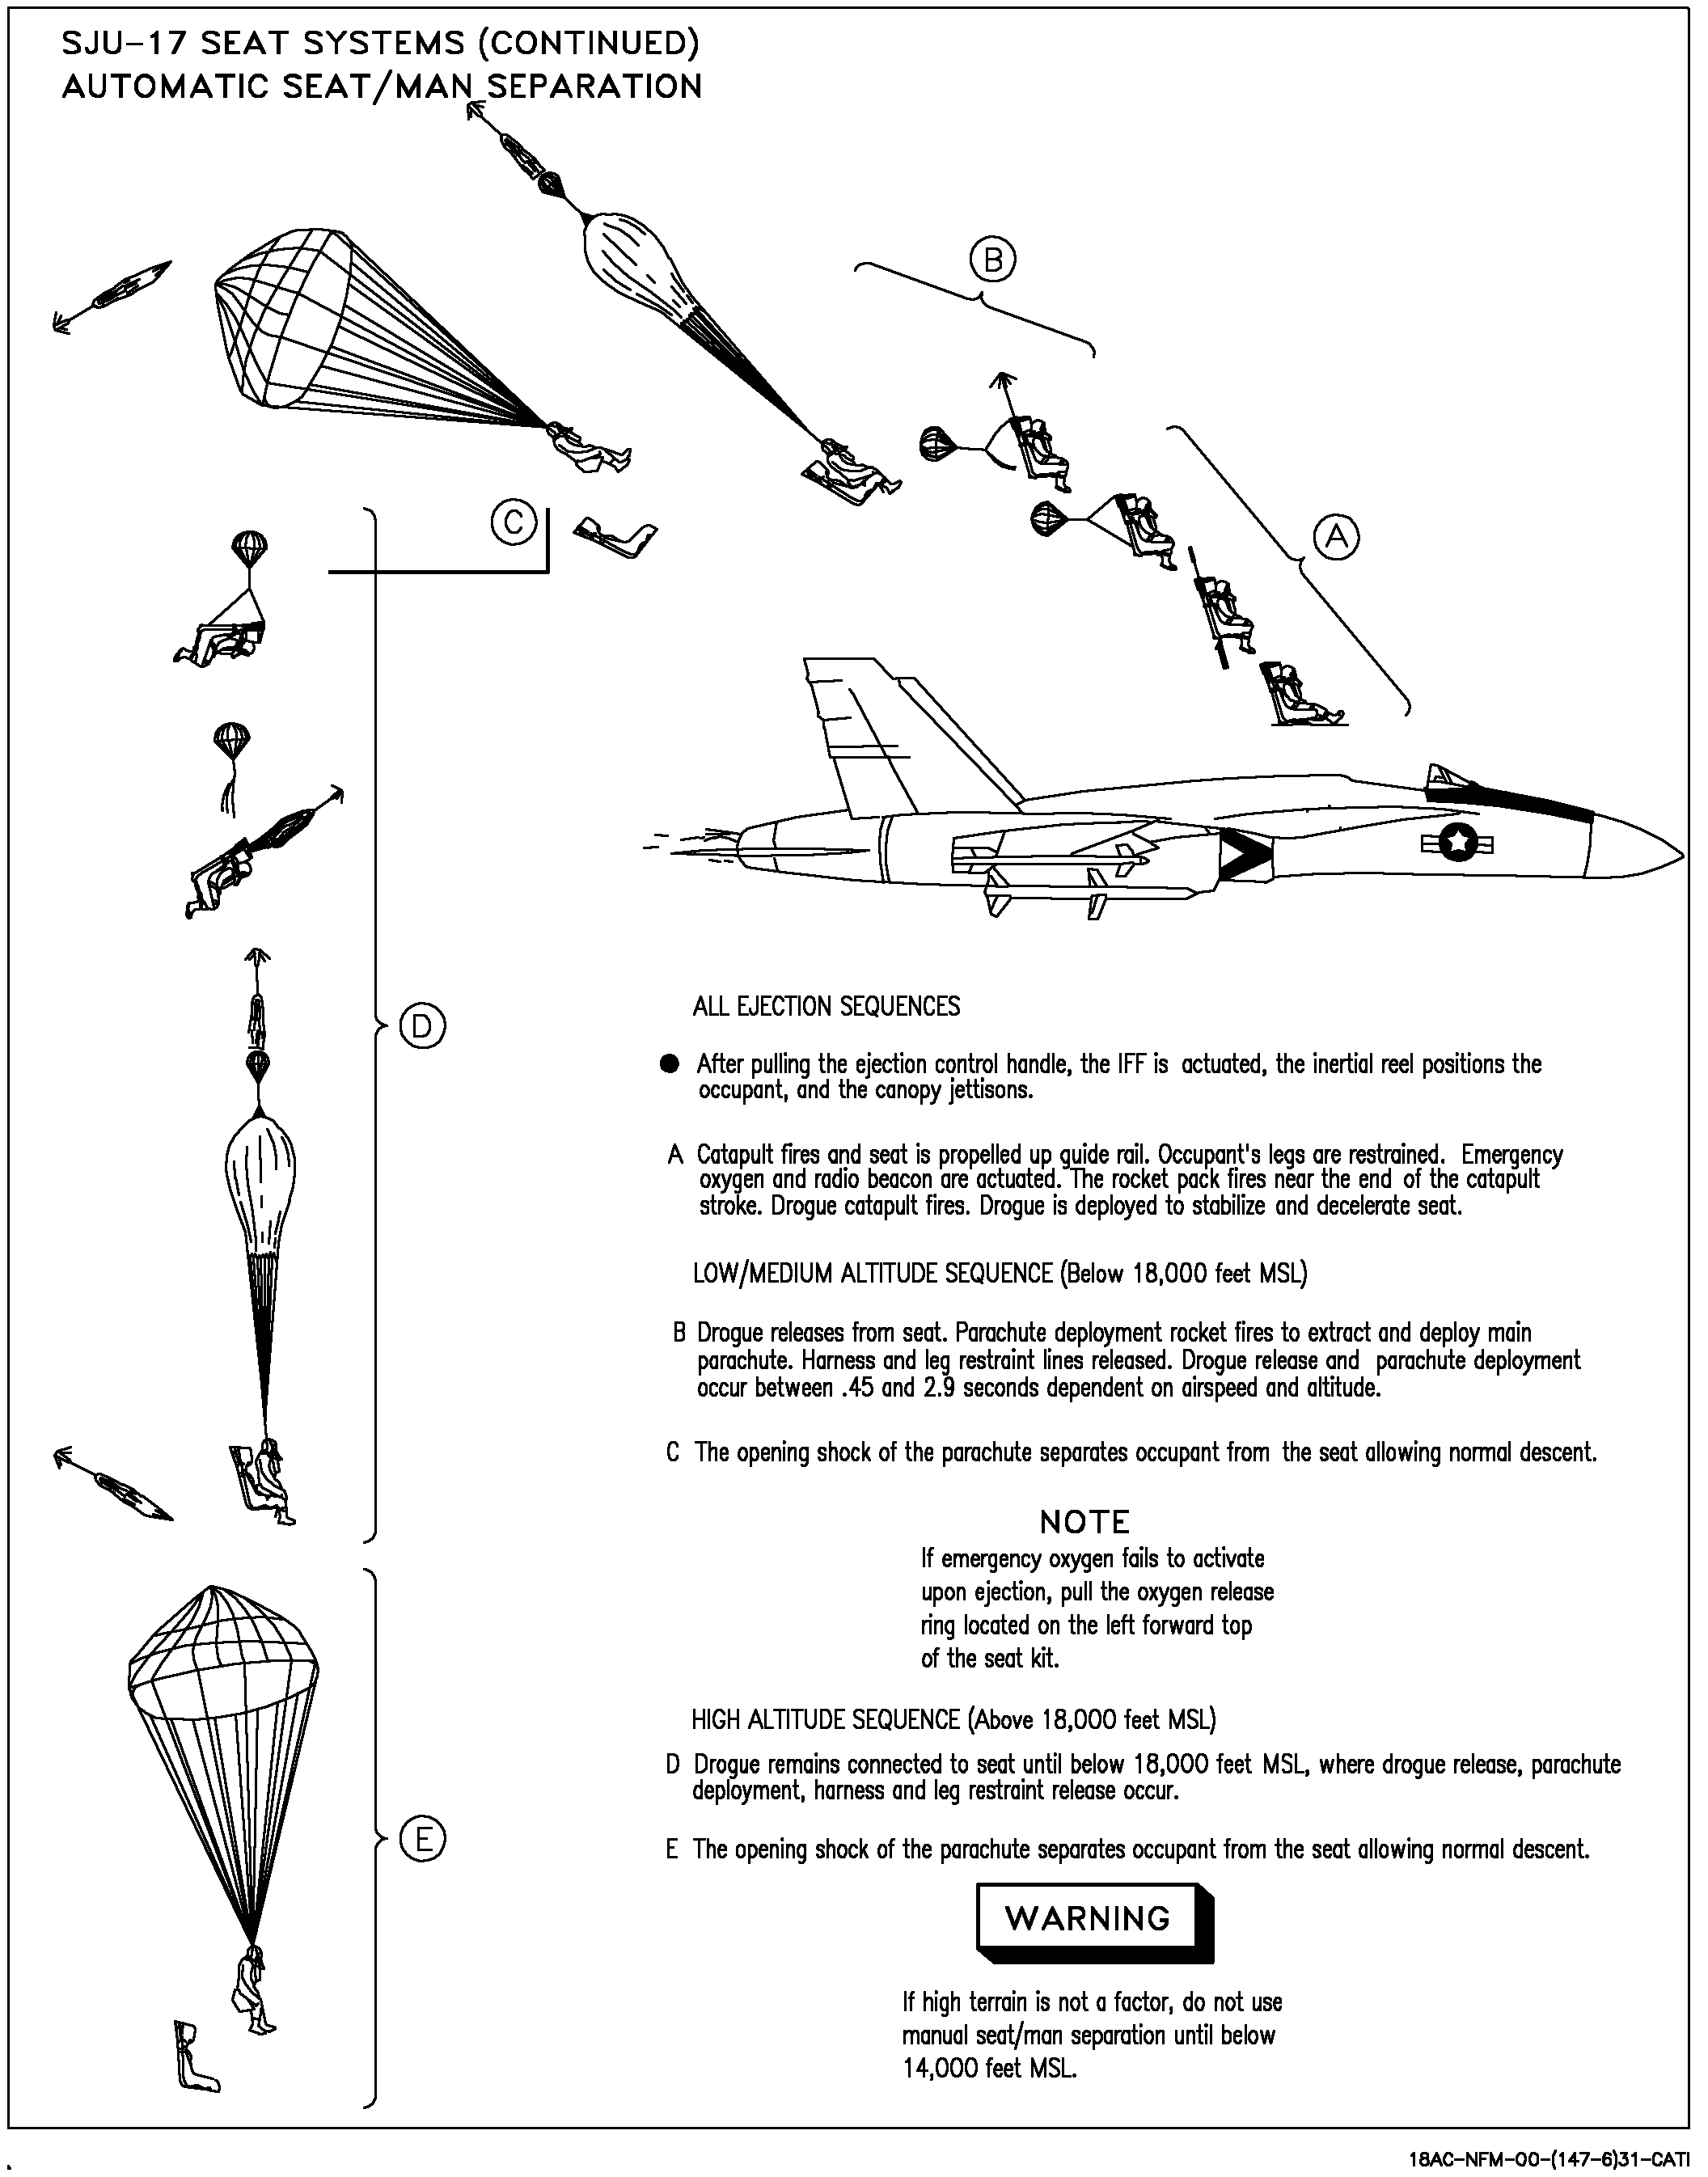 SJU-17 SEAT SYSTEMS (CONTINUED)
AUTOMATIC SEAT/MAN SEPARATION
B
C
A
D
ALL EJECTION SEQUENCES
● After pulling the ejection control handle, the IFF is actuated, the inertial reel positions the
occupant, and the canopy jettisons.
A Catapult fires and seat is propelled up guide rail. Occupant's legs are restrained. Emergency
oxygen and radio beacon are actuated. The rocket pack fires near the end of the catapult
stroke. Drogue catapult fires. Drogue is deployed to stabilize and decelerate seat.
LOW/MEDIUM ALTITUDE SEQUENCE (Below 18,000 feet MSL)
B Drogue releases from seat. Parachute deployment rocket fires to extract and deploy main
parachute. Harness and leg restraint lines released. Drogue release and parachute deployment
occur between .45 and 2.9 seconds dependent on airspeed and altitude.
C The opening shock of the parachute separates occupant from the seat allowing normal descent.
NOTE
If emergency oxygen fails to activate
upon ejection, pull the oxygen release
ring located on the left forward top
of the seat kit.
HIGH ALTITUDE SEQUENCE (Above 18,000 feet MSL)
D Drogue remains connected to seat until below 18,000 feet MSL, where drogue release, parachute
deployment, harness and leg restraint release occur.
E
E The opening shock of the parachute separates occupant from the seat allowing normal descent.
WARNING
If high terrain is not a factor, do not use
manual seat/man separation until below
14,000 feet MSL.
18AC-NFM-00-(147-6)31-CATI